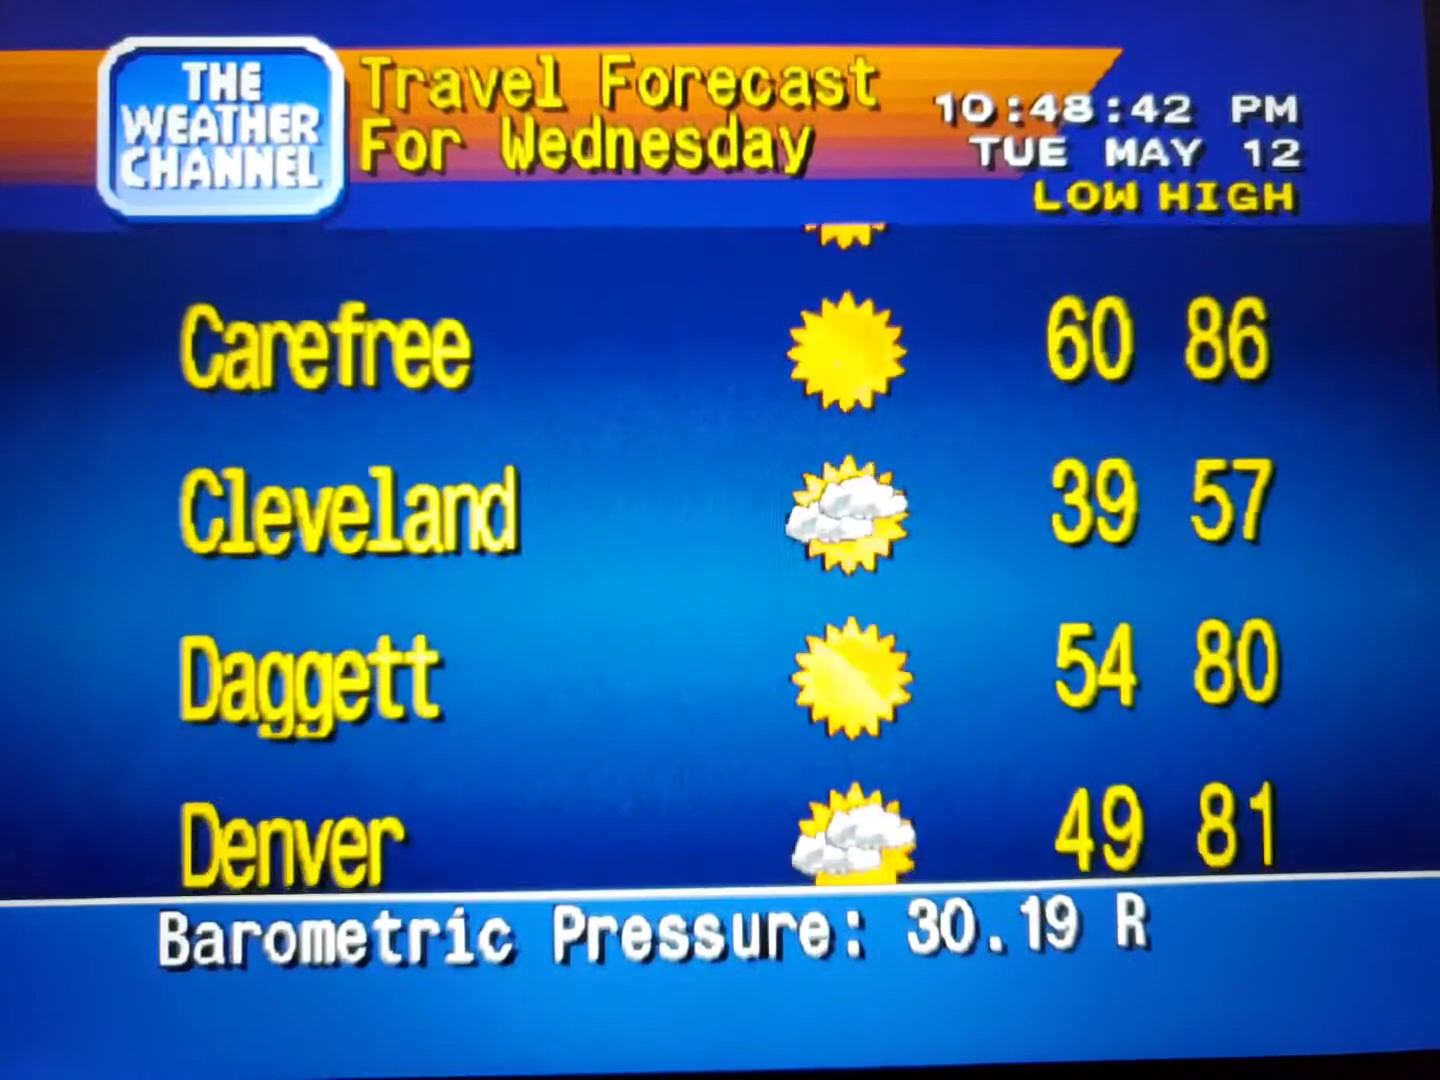 THE
WEATHER
CHANNEL
Travel Forecast
For Wednesday
10:48:42 PM
TUE MAY 12
LOW HIGH
Carefree 60 86
Cleveland 39 57
Daggett 54 80
Denver 49 81
Barometric Pressure: 30.19 R